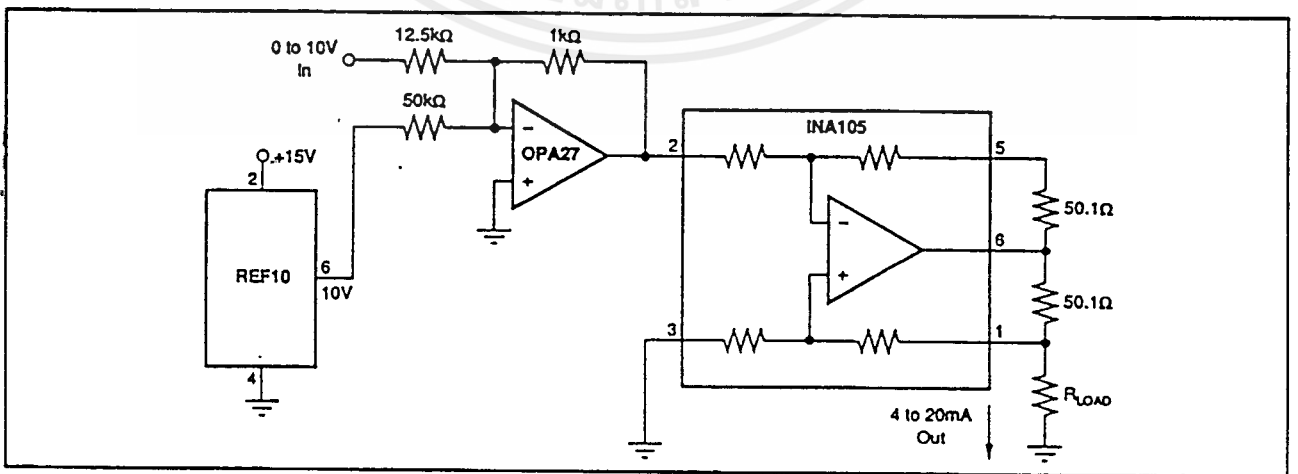 0 to 10V
In
12.5kΩ
1kΩ
50kΩ
OPA27
+15V
2
REF10
6
10V
4
INA105
2
5
50.1Ω
6
50.1Ω
3
1
R_LOAD
4 to 20mA
Out